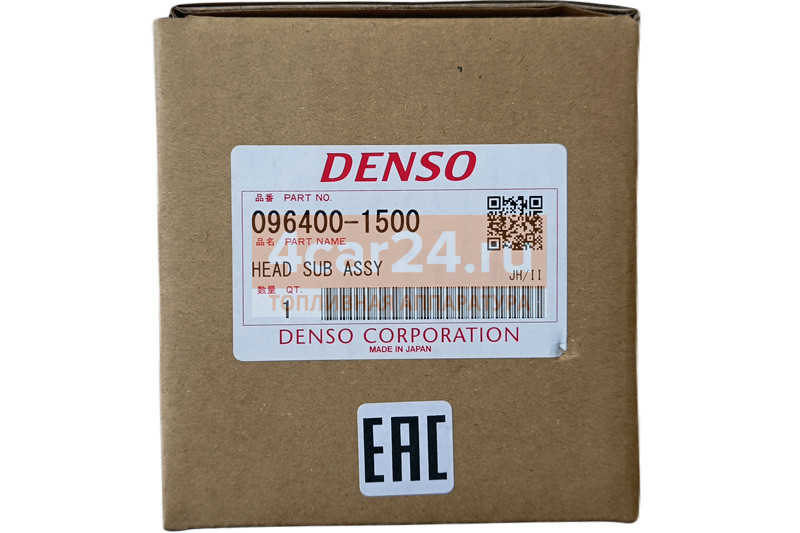 DENSO
品番 PART NO.
096400-1500
品名 PART NAME
4car24.ru
HEAD SUB ASSY
JH/II
数量 QT.
ТОПЛИВНАЯ АППАРАТУРА
1
DENSO CORPORATION
MADE IN JAPAN
EAC